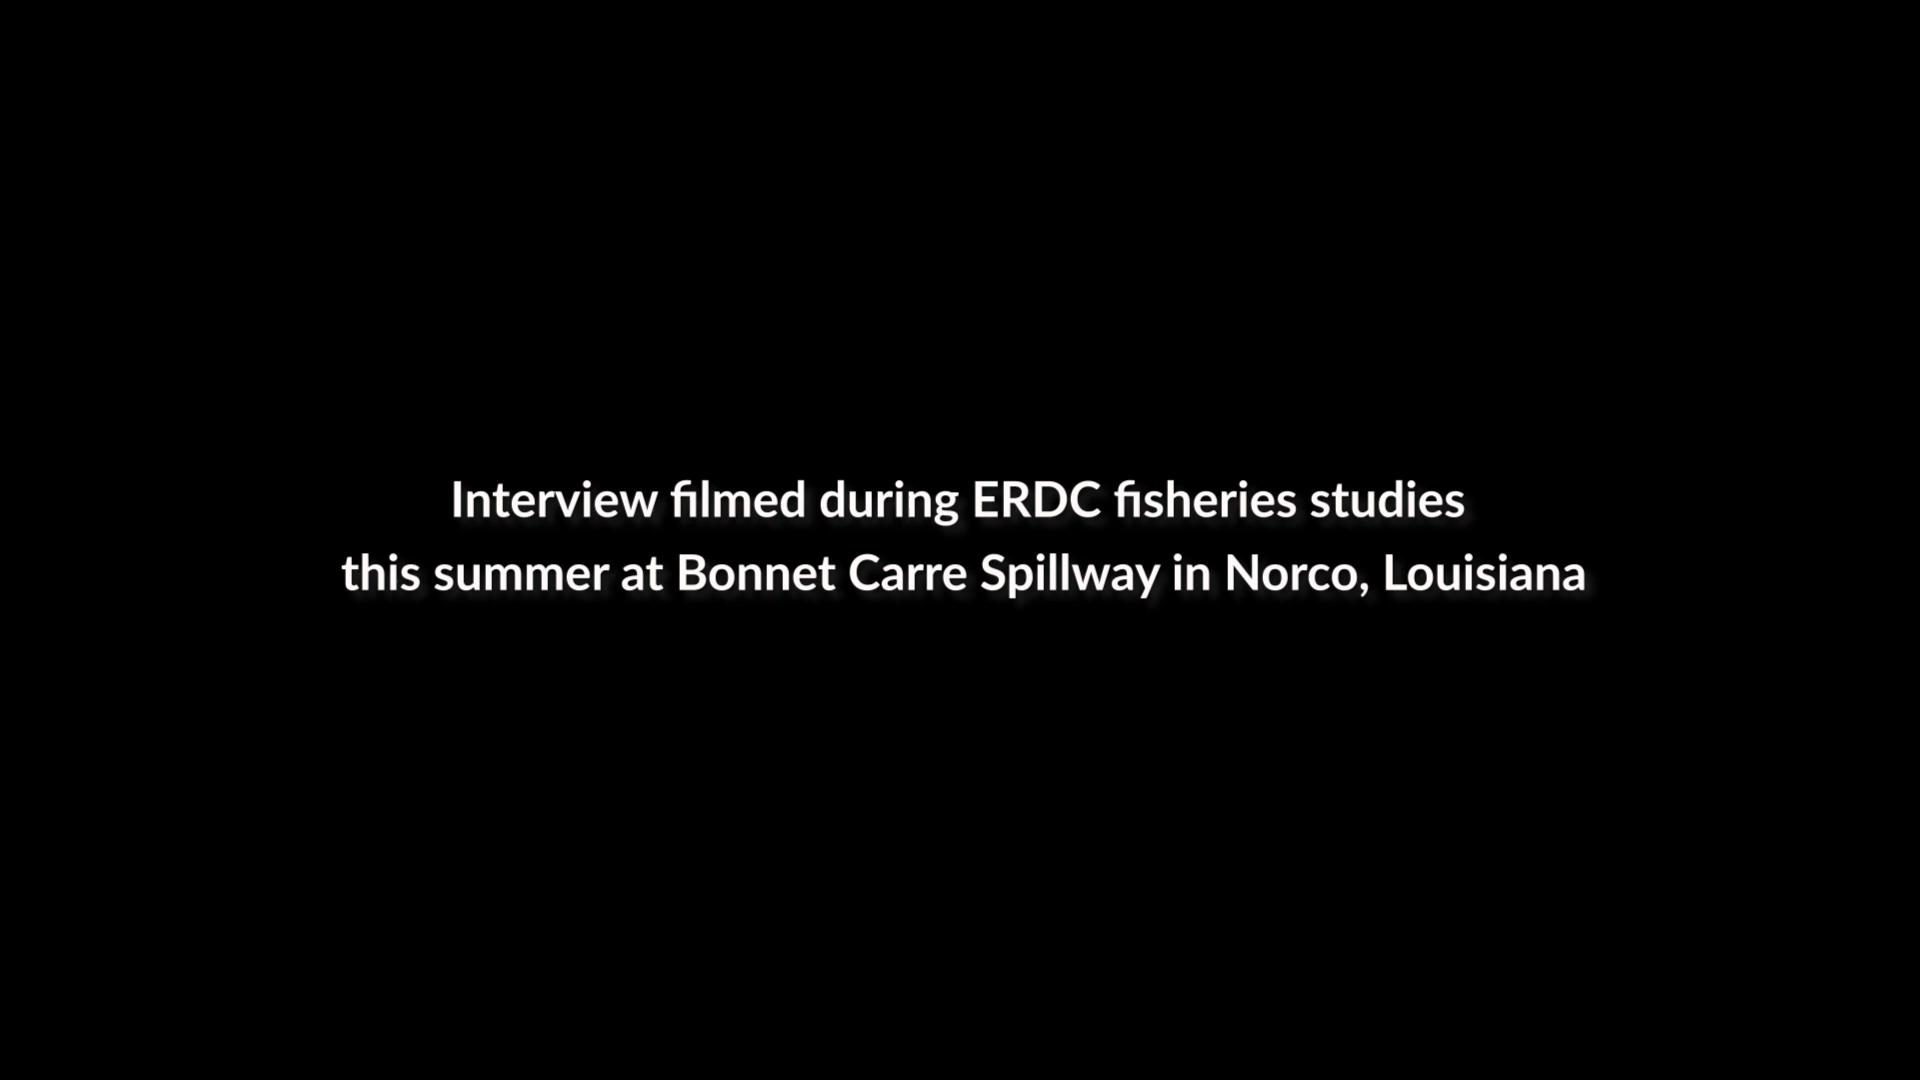 Interview filmed during ERDC fisheries studies
this summer at Bonnet Carre Spillway in Norco, Louisiana